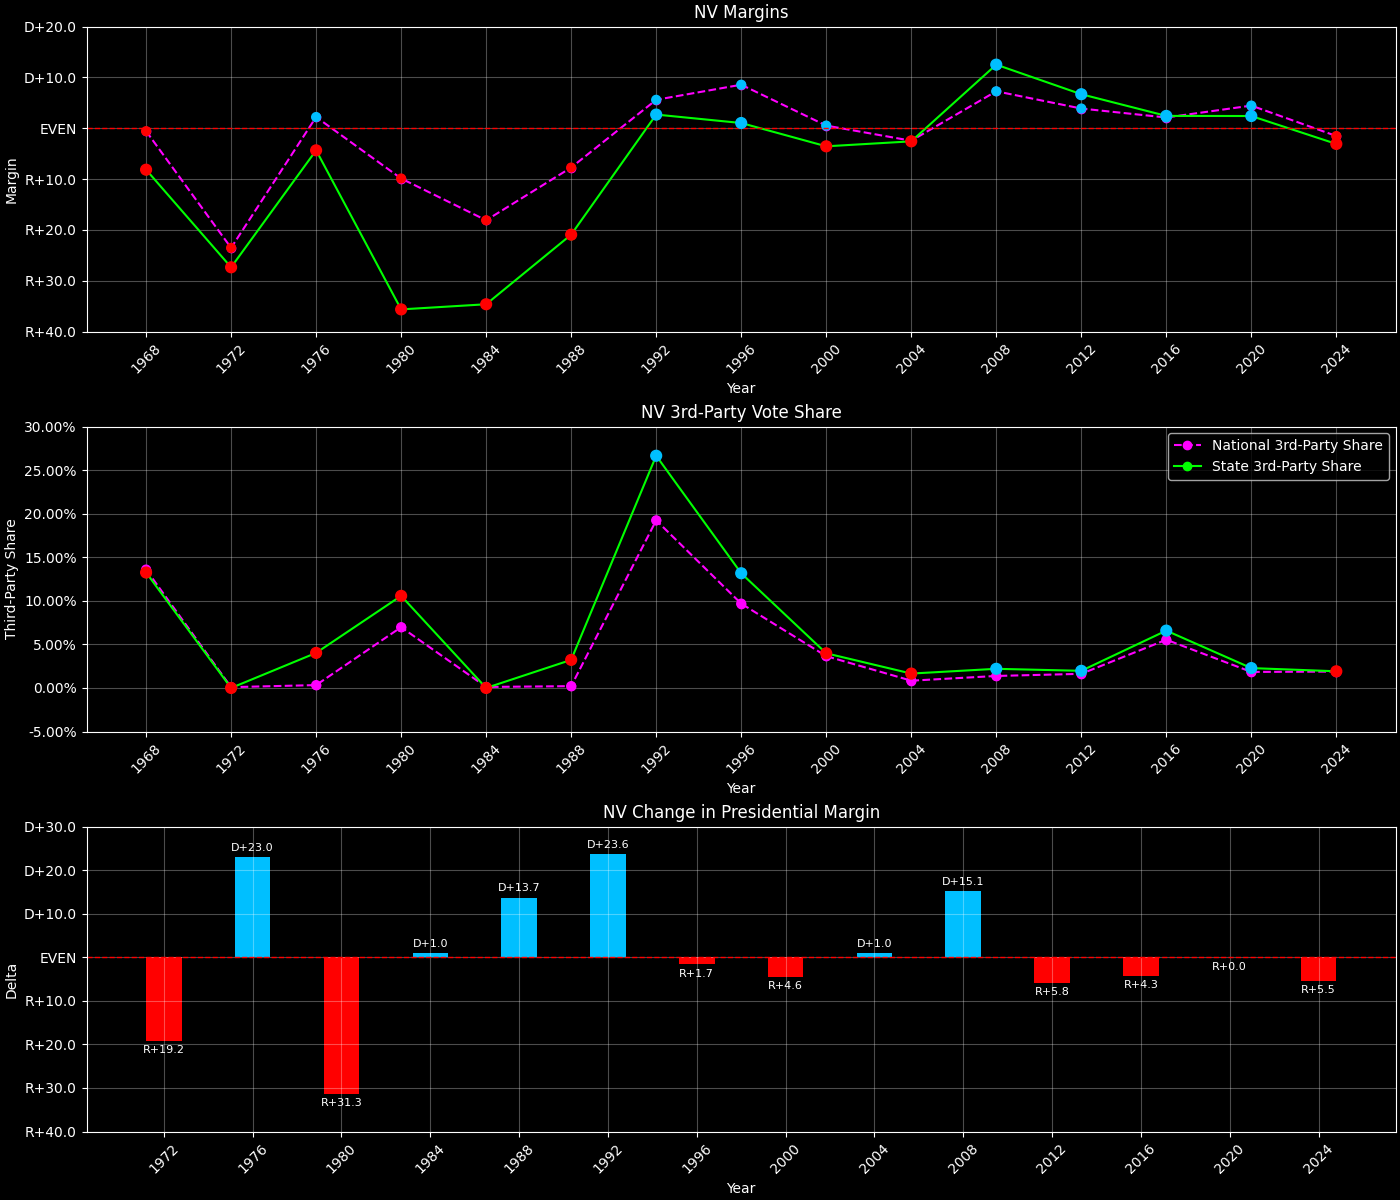 NV Margins
D+20.0
D+10.0
EVEN
R+10.0
R+20.0
R+30.0
R+40.0
Margin
1968
1972
1976
1980
1984
1988
1992
1996
2000
2004
2008
2012
2016
2020
2024
Year
NV 3rd-Party Vote Share
30.00%
25.00%
20.00%
15.00%
10.00%
5.00%
0.00%
-5.00%
Third-Party Share
National 3rd-Party Share
State 3rd-Party Share
1968
1972
1976
1980
1984
1988
1992
1996
2000
2004
2008
2012
2016
2020
2024
Year
NV Change in Presidential Margin
D+30.0
D+20.0
D+10.0
EVEN
R+10.0
R+20.0
R+30.0
R+40.0
Delta
R+19.2
D+23.0
R+31.3
D+1.0
D+13.7
D+23.6
R+1.7
R+4.6
D+1.0
D+15.1
R+5.8
R+4.3
R+0.0
R+5.5
1972
1976
1980
1984
1988
1992
1996
2000
2004
2008
2012
2016
2020
2024
Year